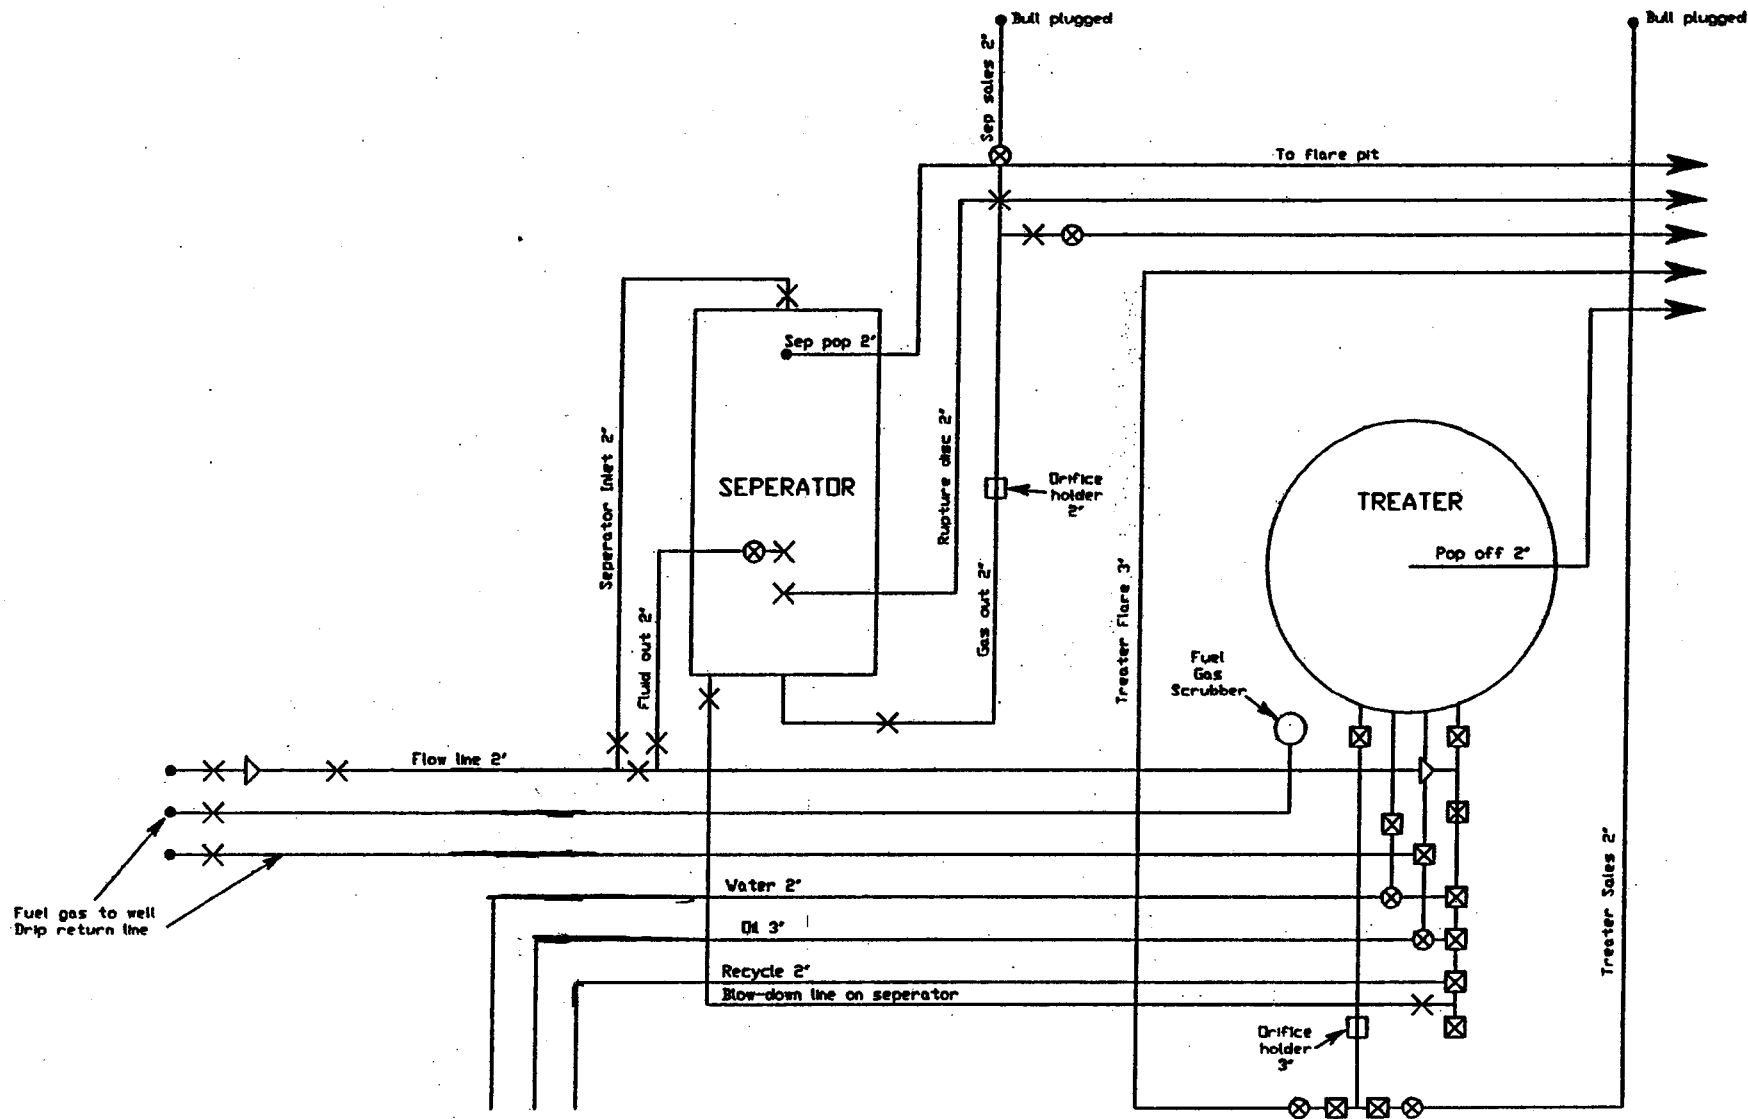 Bull plugged
Bull plugged
Sep sales 2"
To flare pit
Sep pop 2"
Seperator Inlet 2"
SEPERATOR
Rupture disc 2"
Orifice
holder
2"
TREATER
Pop off 2"
Fluid out 2"
Gas out 2"
Treater Flare 3"
Fuel
Gas
Scrubber
Flow line 2"
Fuel gas to well
Drip return line
Water 2"
Oil 3"
Recycle 2"
Blow-down line on seperator
Treater Sales 2"
Orifice
holder
3"